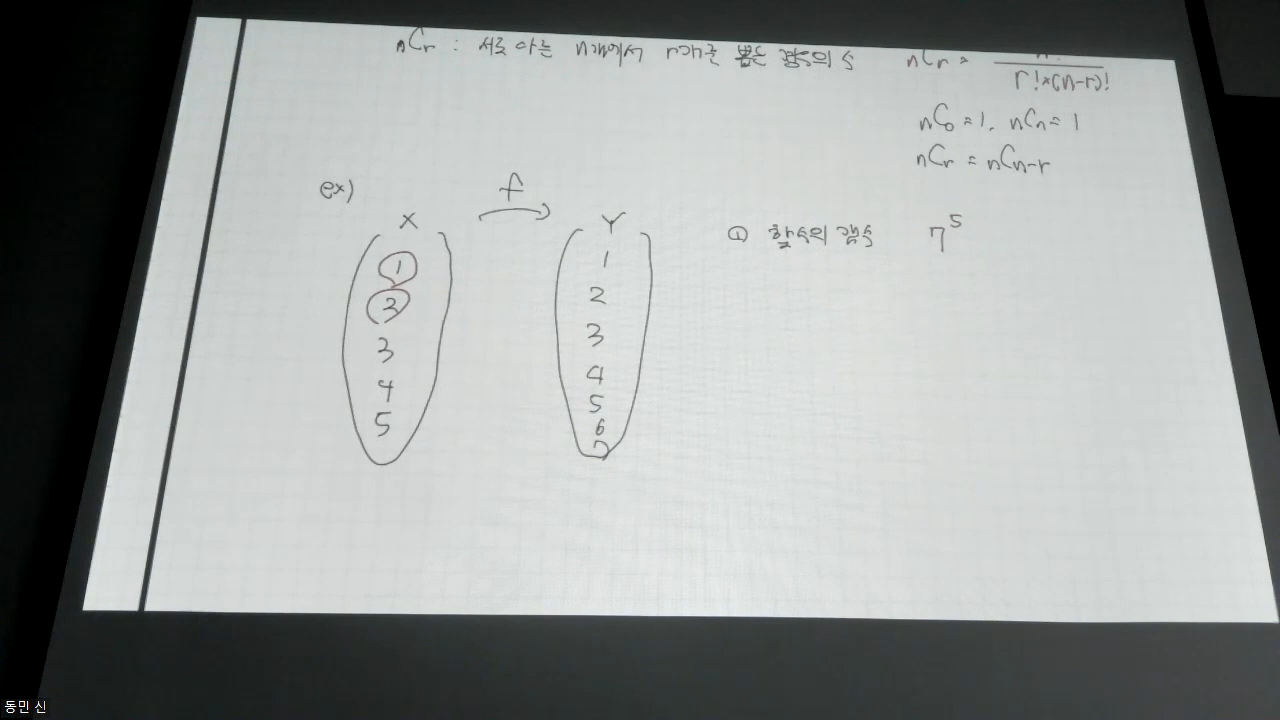 nCr : 서로 다른 n개에서 r개를 뽑는 경우의 수
nCr = n! / r!×(n-r)!
nC0 = 1, nCn = 1
nCr = nCn-r
ex)
f
X
Y
1
2
3
4
5
1
2
3
4
5
6
7
① 함수의 갯수 7^5
동민 신